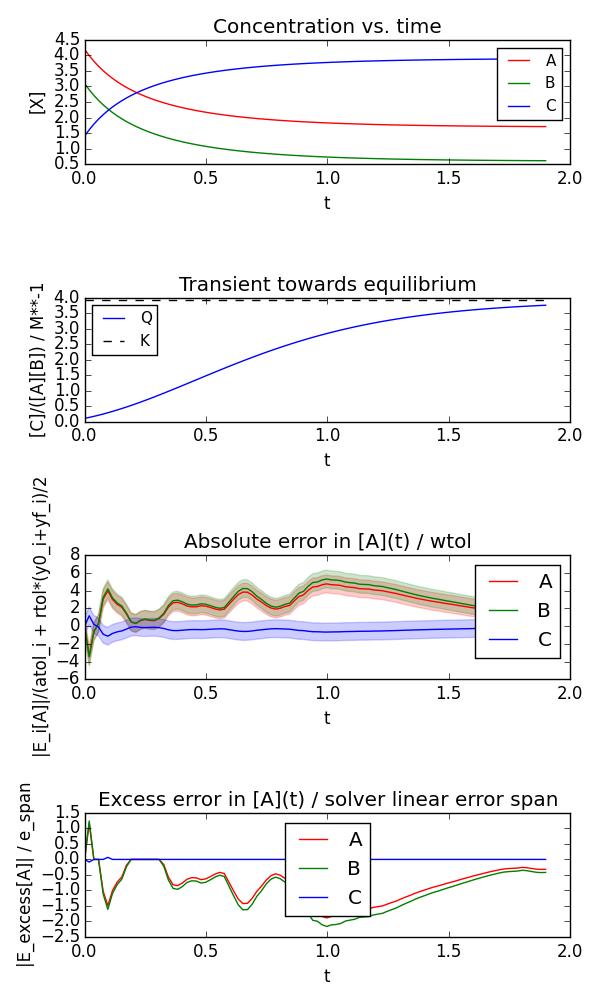 Concentration vs. time
4.5
4.0
3.5
3.0
2.5
2.0
1.5
1.0
0.5
[X]
A
B
C
0.0 0.5 1.0 1.5 2.0
t
Transient towards equilibrium
4.0
3.5
3.0
2.5
2.0
1.5
1.0
0.5
0.0
[C]/([A][B]) / M**-1
Q
K
0.0 0.5 1.0 1.5 2.0
t
Absolute error in [A](t) / wtol
8
6
4
2
0
−2
−4
−6
|E_i[A]|/(atol_i + rtol*(y0_i+yf_i)/2
A
B
C
0.0 0.5 1.0 1.5 2.0
t
Excess error in [A](t) / solver linear error span
1.5
1.0
0.5
0.0
−0.5
−1.0
−1.5
−2.0
−2.5
|E_excess[A]| / e_span
A
B
C
0.0 0.5 1.0 1.5 2.0
t